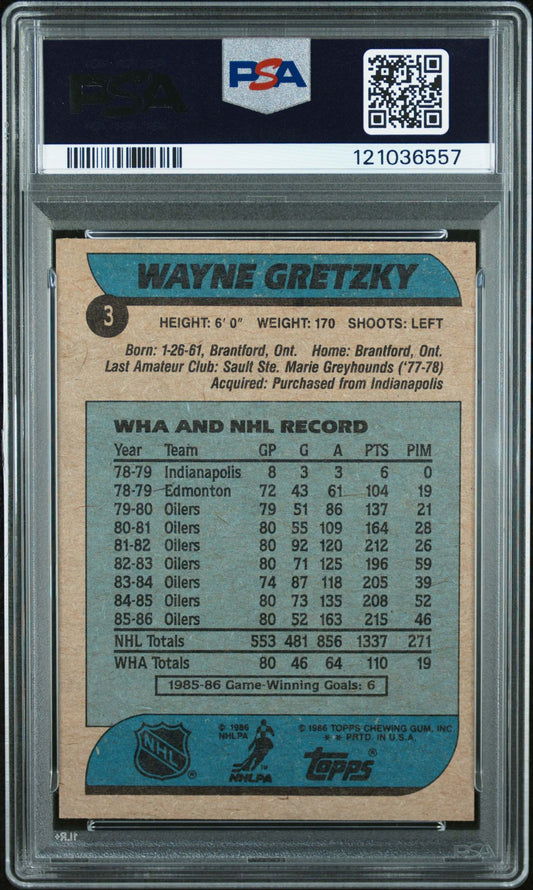 PSA
PSA
121036557
WAYNE GRETZKY
3
HEIGHT: 6' 0" WEIGHT: 170 SHOOTS: LEFT
Born: 1-26-61, Brantford, Ont. Home: Brantford, Ont.
Last Amateur Club: Sault Ste. Marie Greyhounds ('77-78)
Acquired: Purchased from Indianapolis
WHA AND NHL RECORD
Year Team GP G A PTS PIM
78-79 Indianapolis 8 3 3 6 0
78-79 Edmonton 72 43 61 104 19
79-80 Oilers 79 51 86 137 21
80-81 Oilers 80 55 109 164 28
81-82 Oilers 80 92 120 212 26
82-83 Oilers 80 71 125 196 59
83-84 Oilers 74 87 118 205 39
84-85 Oilers 80 73 135 208 52
85-86 Oilers 80 52 163 215 46
NHL Totals 553 481 856 1337 271
WHA Totals 80 46 64 110 19
1985-86 Game-Winning Goals: 6
NHL ®
© 1986
NHLPA
™
NHLPA
© 1986 TOPPS CHEWING GUM, INC
★ ★ PRTD. IN U.S.A.
topps ®
PSA